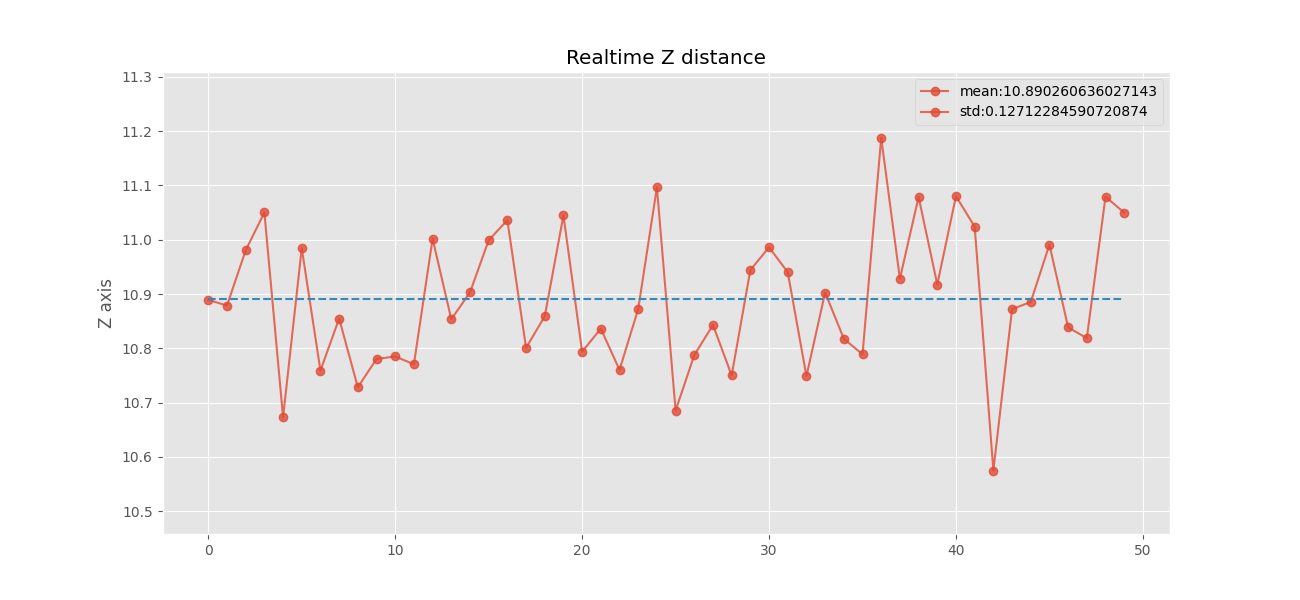 Realtime Z distance
mean:10.890260636027143
std:0.12712284590720874
Z axis
11.3
11.2
11.1
11.0
10.9
10.8
10.7
10.6
10.5
0 10 20 30 40 50